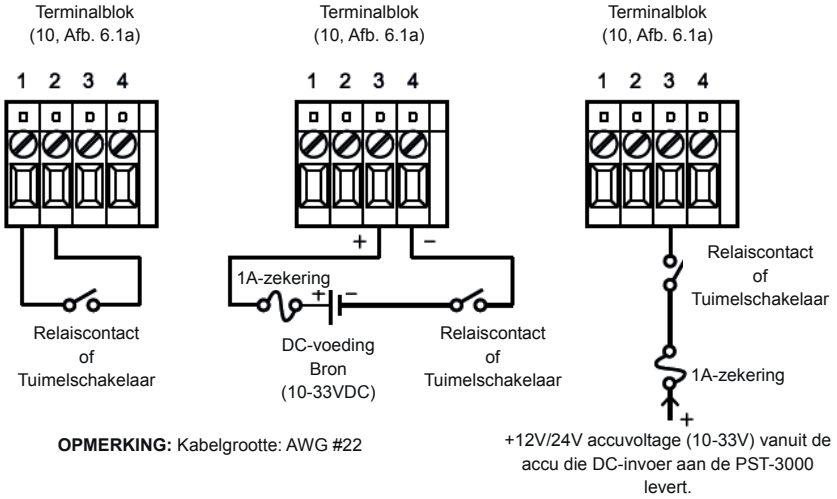 Terminalblok
(10, Afb. 6.1a)
1 2 3 4
Relaiscontact
of
Tuimelschakelaar
Terminalblok
(10, Afb. 6.1a)
1 2 3 4
+ –
1A-zekering
+ –
DC-voeding
Bron
(10-33VDC)
Relaiscontact
of
Tuimelschakelaar
Terminalblok
(10, Afb. 6.1a)
1 2 3 4
Relaiscontact
of
Tuimelschakelaar
1A-zekering
+
+12V/24V accuvoltage (10-33V) vanuit de
accu die DC-invoer aan de PST-3000
levert.
OPMERKING: Kabelgrootte: AWG #22